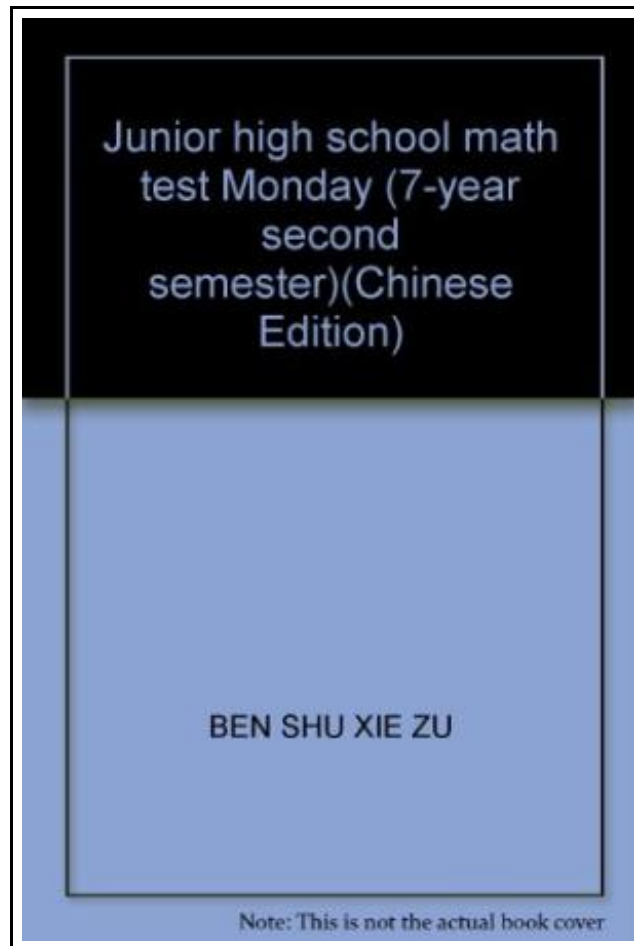 Junior high school math
test Monday (7-year
second
semester)(Chinese
Edition)
BEN SHU XIE ZU
Note: This is not the actual book cover